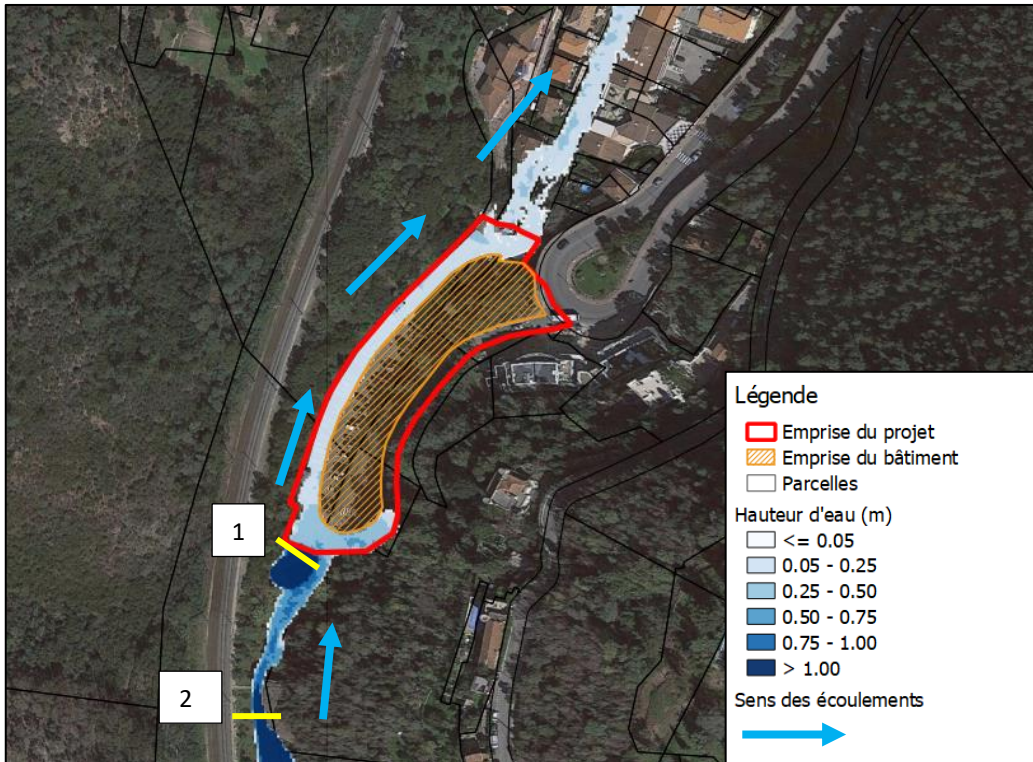 1
2
Légende
Emprise du projet
Emprise du bâtiment
Parcelles
Hauteur d'eau (m)
<= 0.05
0.05 - 0.25
0.25 - 0.50
0.50 - 0.75
0.75 - 1.00
> 1.00
Sens des écoulements